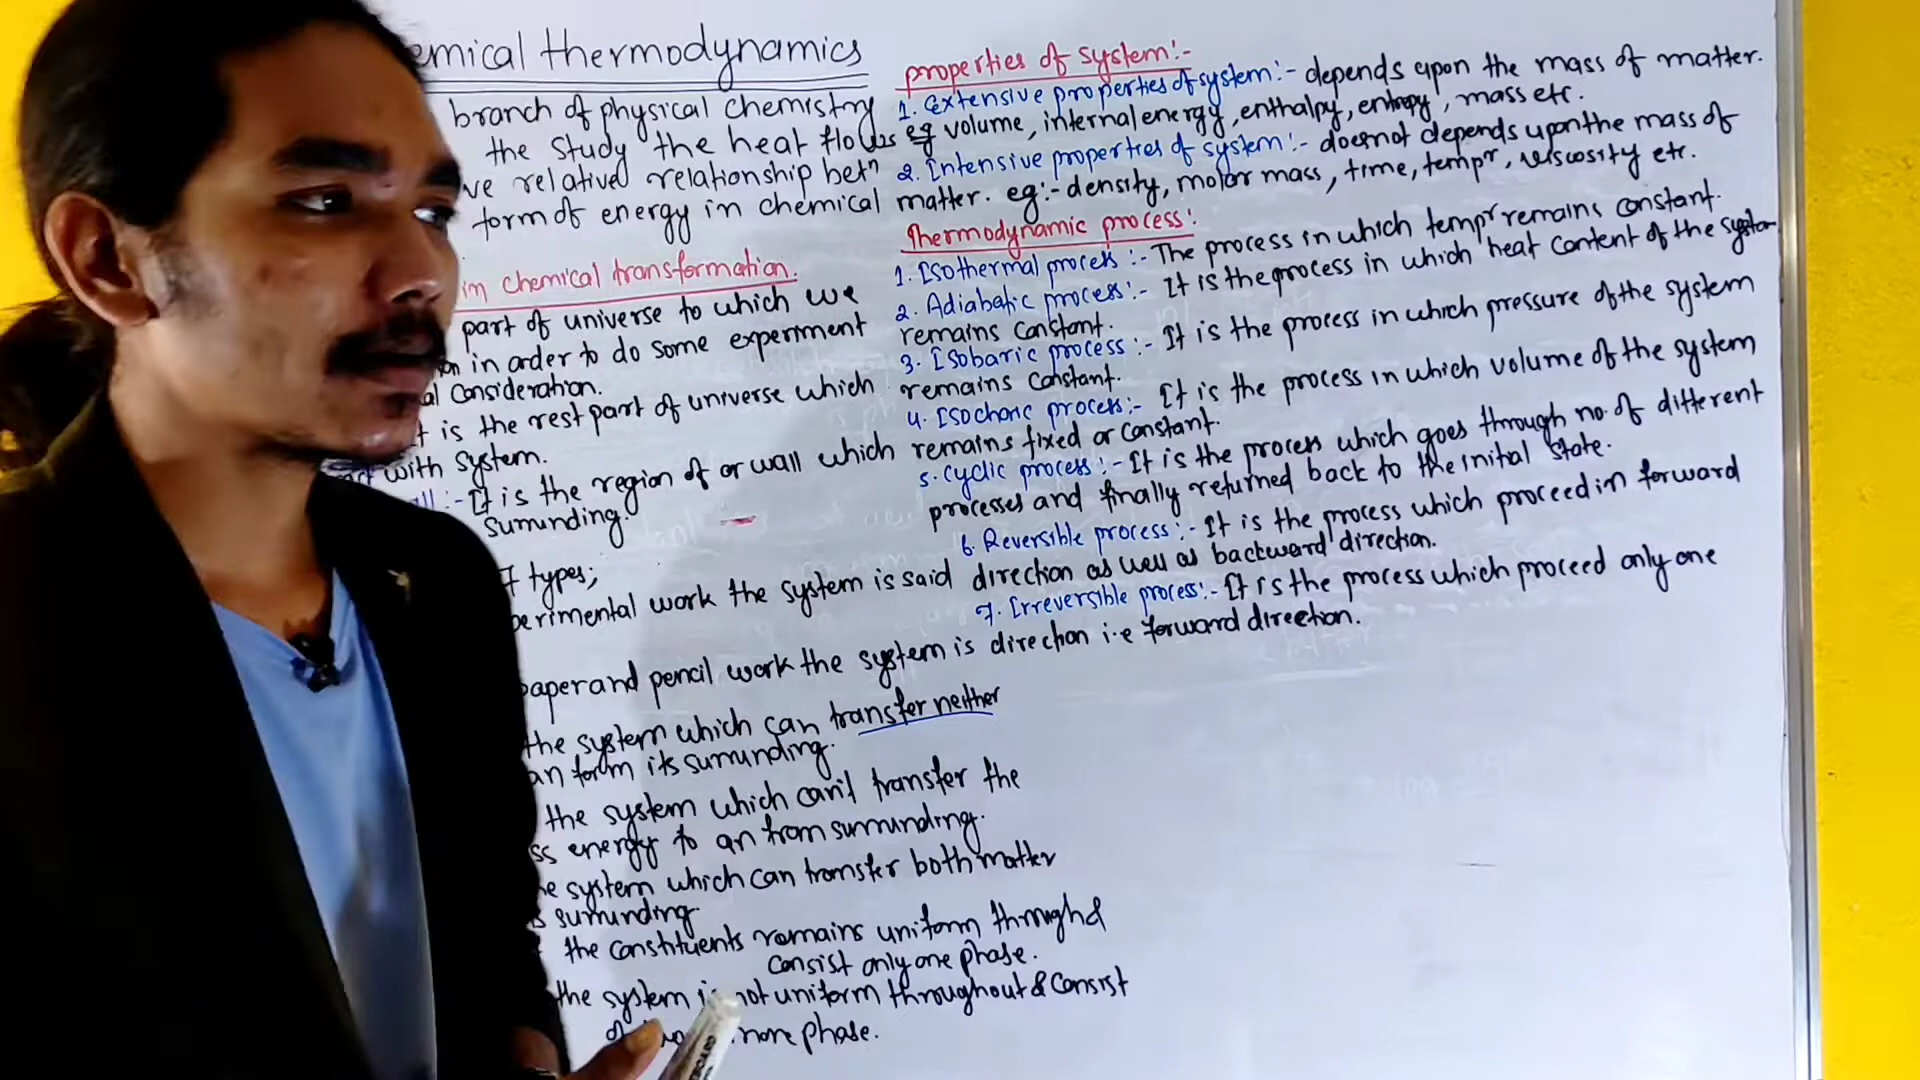 emical thermodynamics
branch of physical chemistry
the study the heat flows
ve relative relationship betn
form of energy in chemical
in chemical transformation.
part of universe to which we
on in order to do some experiment
al Consideration.
t is the rest part of universe which
with system.
ll :- It is the region of or wall which
surrunding.
types;
perimental work the system is said
paper and pencil work the system is
the system which can transfer neither
an form its surrunding.
the system which can't transfer the
ss energy to an from surrunding.
he system which can transfer both matter
s surrunding.
the constituents remains uniform through &
Consist only one phase.
the system is not uniform throughout & Consist
more phase.
properties of system:-
1. extensive properties of system:- depends upon the mass of matter.
eg volume, internal energy, enthalpy, entropy, mass etc.
2. Intensive properties of system:- doesnot depends upon the mass of
matter. eg:- density, molar mass, time, tempr, viscosity etc.
Thermodynamic process:
1. Isothermal process :- The process in which tempr remains constant.
2. Adiabatic process:- It is the process in which heat content of the system
remains constant.
3. Isobaric process :- It is the process in which pressure of the system
remains constant.
4. Isochoric process:- It is the process in which volume of the system
remains fixed or constant.
5. Cyclic process:- It is the process which goes through no. of different
processes and finally returned back to the initial state.
6. Reversible process:- It is the process which proceed in forward
direction as well as backward direction.
7. Irreversible process:- It is the process which proceed only one
direction i.e forward direction.